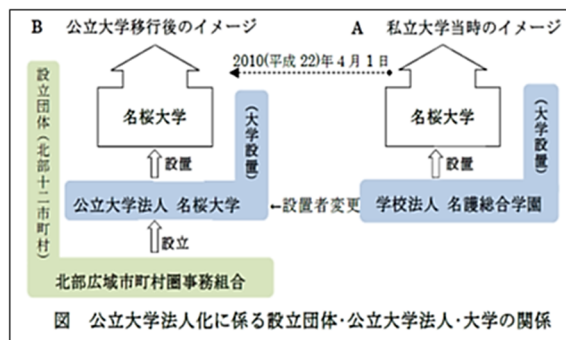 B 公立大学移行後のイメージ
A 私立大学当時のイメージ
2010(平成 22)年4月1日
設立団体(北部十二市町村)
名桜大学
(大学設置)
設置
公立大学法人 名桜大学
設立
北部広域市町村圏事務組合
名桜大学
(大学設置)
設置
←設置者変更
学校法人 名護総合学園
図 公立大学法人化に係る設立団体・公立大学法人・大学の関係